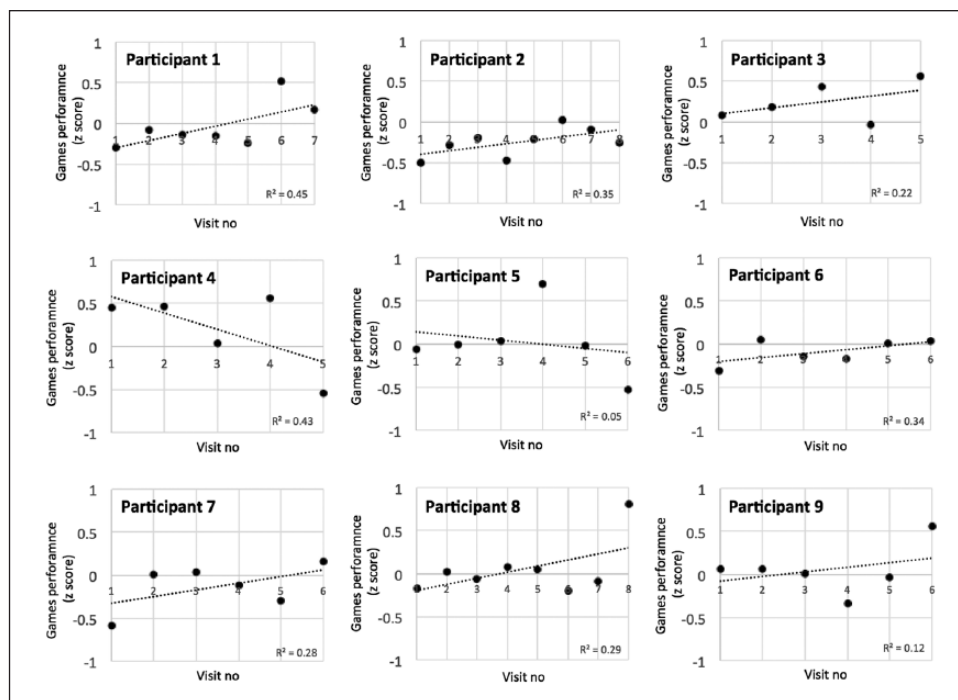 Participant 1
Games perforamnce
(z score)
1
0.5
0
-0.5
-1
1 2 3 4 5 6 7
R² = 0.45
Visit no
Participant 2
Games perforamnce
(z score)
1
0.5
0
-0.5
-1
1 2 3 4 5 6 7 8
R² = 0.35
Visit no
Participant 3
Games perforamnce
(z score)
1
0.5
0
-0.5
-1
1 2 3 4 5
R² = 0.22
Visit no
Participant 4
Games perforamnce
(z score)
1
0.5
0
-0.5
-1
1 2 3 4 5
R² = 0.43
Visit no
Participant 5
Games perforamnce
(z score)
1
0.5
0
-0.5
-1
1 2 3 4 5 6
R² = 0.05
Visit no
Participant 6
Games perforamnce
(z score)
1
0.5
0
-0.5
-1
1 2 3 4 5 6
R² = 0.34
Visit no
Participant 7
Games perforamnce
(z score)
1
0.5
0
-0.5
-1
1 2 3 4 5 6
R² = 0.28
Visit no
Participant 8
Games perforamnce
(z score)
1
0.5
0
-0.5
-1
1 2 3 4 5 6 7 8
R² = 0.29
Visit no
Participant 9
Games perforamnce
(z score)
1
0.5
0
-0.5
-1
1 2 3 4 5 6
R² = 0.12
Visit no